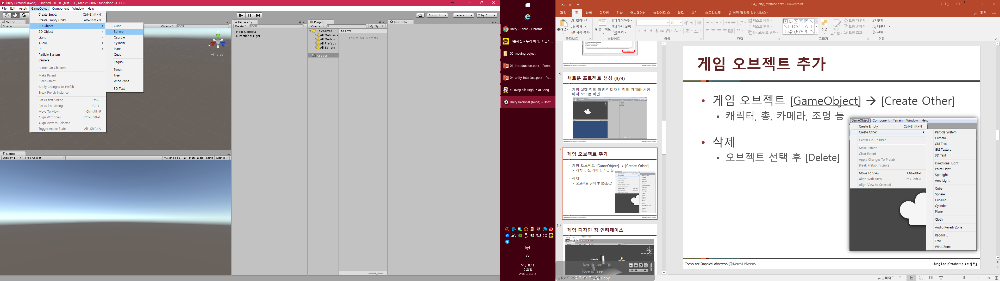 Unity Personal (64bit) - Untitled - 01-01_test - PC, Mac & Linux Standalone <DX11>
File Edit Assets GameObject Component Window Help
Account Layers 2 by 3
Scene
Shaded
Gizmos All
Create Empty Ctrl+Shift+N
Create Empty Child Alt+Shift+N
3D Object
2D Object
Light
Audio
UI
Particle System
Camera
Center On Children
Make Parent
Clear Parent
Apply Changes To Prefab
Break Prefab Instance
Set as first sibling Ctrl+=
Set as last sibling Ctrl+-
Move To View Ctrl+Alt+F
Align With View Ctrl+Shift+F
Align View to Selected
Toggle Active State Alt+Shift+A
Cube
Sphere
Capsule
Cylinder
Plane
Quad
Ragdoll...
Terrain
Tree
Wind Zone
3D Text
x z
Persp
Game
Display 1 Free Aspect Maximize on Play Mute audio Stats Gizmos
Hierarchy
Create All
Main Camera
Directional Light
Project
Create
Favorites
All Materials
All Models
All Prefabs
All Scripts
Assets
Assets
This folder is empty
Inspector
Unity - Store - Chrome
그룹채팅 - 우리 애기, 조민지...
05_moving_object
01_introduction.pptx - Powe...
04_unity_interface.pptx - Po...
e Love[Epik High] * ALSong ...
Unity Personal (64bit) - Untit...
A
오후 8:41
수요일
2016-08-03
04_unity_interface.pptx - PowerPoint
로그인
파일 홈 삽입 디자인 전환 애니메이션 슬라이드 쇼 검토 보기 스토리보딩 어떤 작업을 원하시나요?
공유
붙여넣기
잘라내기
복사
서식 복사
클립보드
새 슬라이드
레이아웃
다시 설정
구역
슬라이드
10
글꼴
텍스트 방향
텍스트 맞춤
SmartArt로 변환
단락
정렬
빠른
스타일
도형 채우기
도형 윤곽선
도형 효과
그리기
찾기
바꾸기
선택
편집
8
새로운 프로젝트 생성 (3/3)
게임 실행 창의 화면은 디자인 창의 카메라 시점
에서 보이는 화면
9
게임 오브젝트 추가
게임 오브젝트 [GameObject] → [Create Other]
캐릭터, 총, 카메라, 조명 등
삭제
오브젝트 선택 후 [Delete]
10
게임 디자인 창 인터페이스
love is free
love is free
슬라이드 9/2
게임 오브젝트 추가
게임 오브젝트 [GameObject] → [Create Other]
캐릭터, 총, 카메라, 조명 등
삭제
오브젝트 선택 후 [Delete]
GameObject Component Terrain Window Help
Create Empty Ctrl+Shift+N
Create Other
Center On Children
Make Parent
Clear Parent
Apply Changes To Prefab
Break Prefab Instance
Move To View Ctrl+Alt+F
Align With View Ctrl+Shift+F
Align View to Selected
Particle System
Camera
GUI Text
GUI Texture
3D Text
Directional Light
Point Light
Spotlight
Area Light
Cube
Sphere
Capsule
Cylinder
Plane
Cloth
Audio Reverb Zone
Ragdoll...
Tree
Wind Zone
Computer Graphics Laboratory @ Korea University
Jung Lee | October 15, 2013| # 9
슬라이드 노트
119%